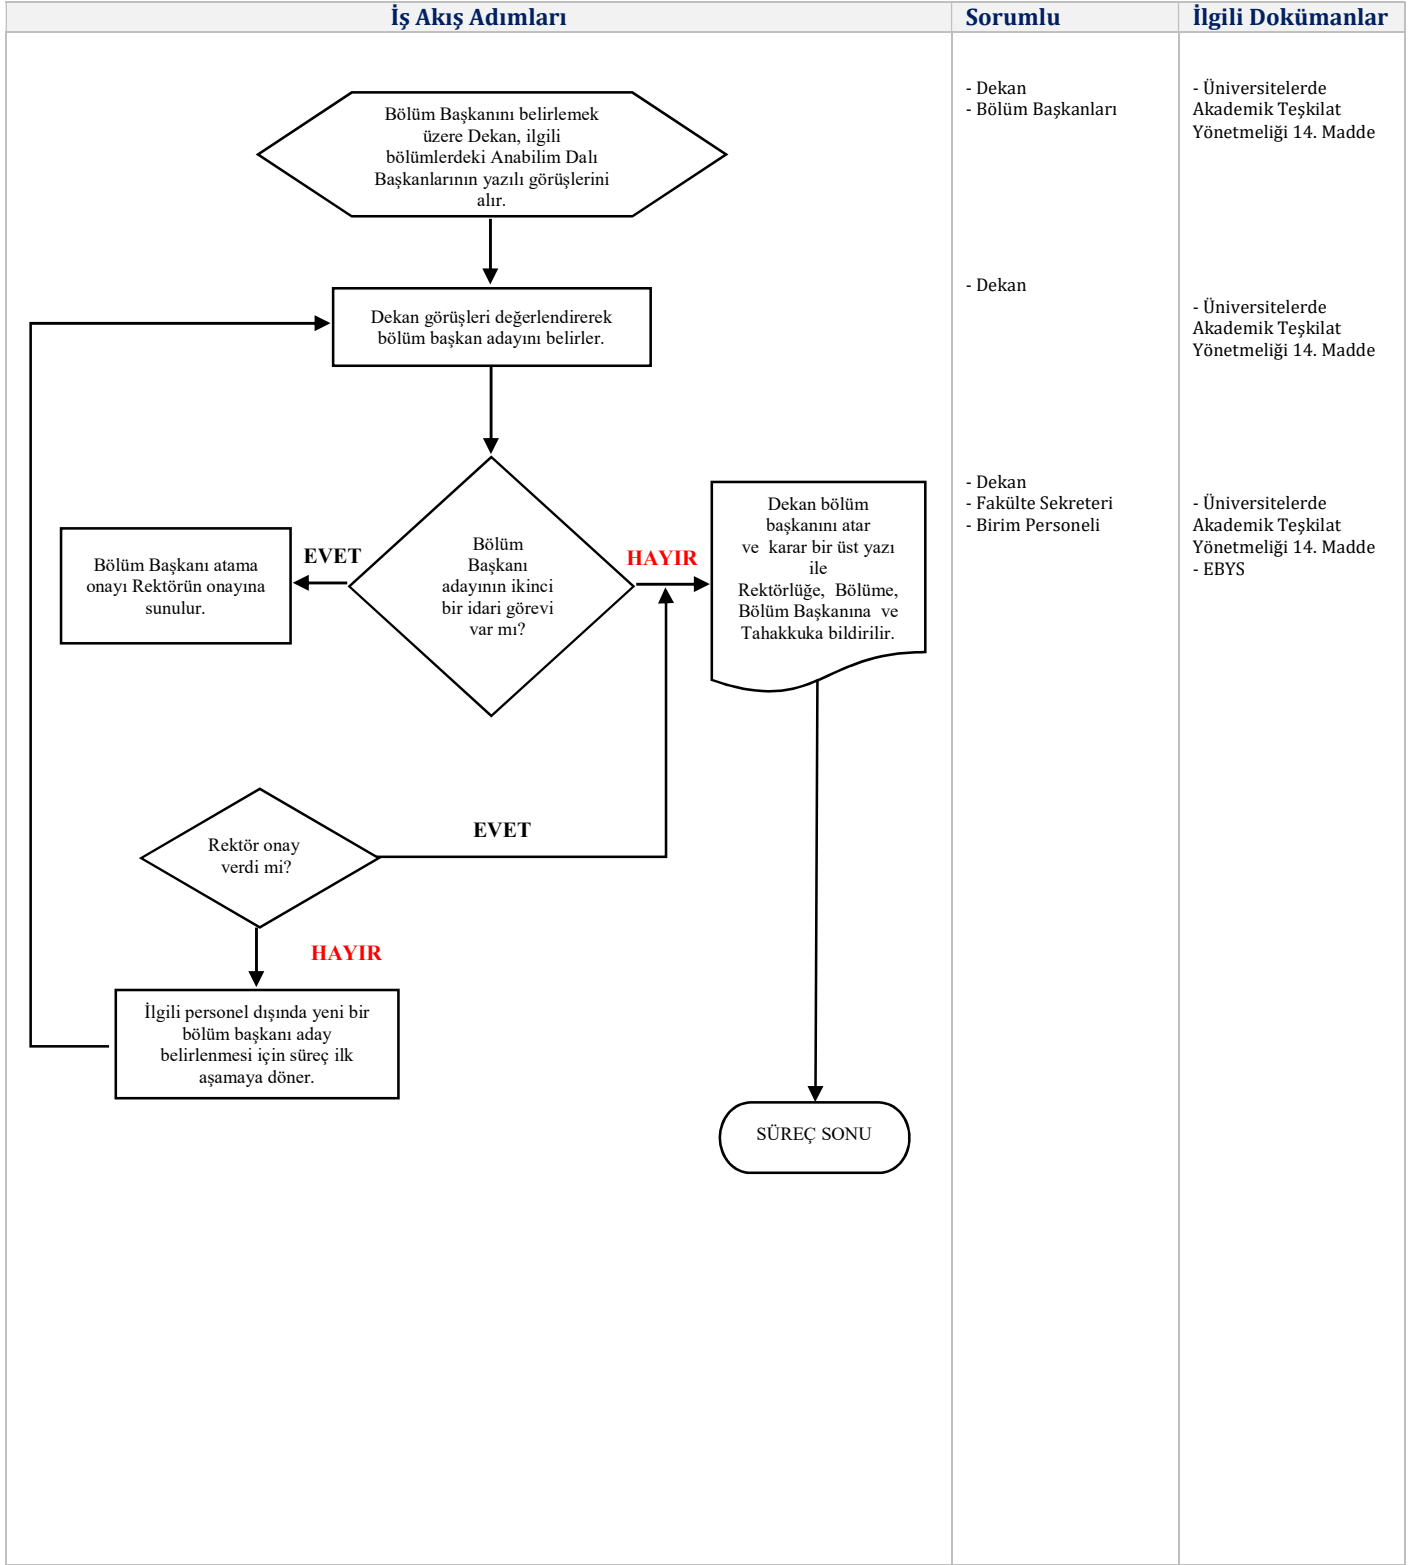 İş Akış Adımları
Sorumlu
İlgili Dokümanlar
Bölüm Başkanını belirlemek
üzere Dekan, ilgili
bölümlerdeki Anabilim Dalı
Başkanlarının yazılı görüşlerini
alır.
- Dekan
- Bölüm Başkanları
- Üniversitelerde
Akademik Teşkilat
Yönetmeliği 14. Madde
Dekan görüşleri değerlendirerek
bölüm başkan adayını belirler.
- Dekan
- Üniversitelerde
Akademik Teşkilat
Yönetmeliği 14. Madde
Bölüm
Başkanı
adayının ikinci
bir idari görevi
var mı?
EVET
Bölüm Başkanı atama
onayı Rektörün onayına
sunulur.
HAYIR
Dekan bölüm
başkanını atar
ve karar bir üst yazı
ile
Rektörlüğe, Bölüme,
Bölüm Başkanına ve
Tahakkuka bildirilir.
- Dekan
- Fakülte Sekreteri
- Birim Personeli
- Üniversitelerde
Akademik Teşkilat
Yönetmeliği 14. Madde
- EBYS
Rektör onay
verdi mi?
EVET
HAYIR
İlgili personel dışında yeni bir
bölüm başkanı aday
belirlenmesi için süreç ilk
aşamaya döner.
SÜREÇ SONU